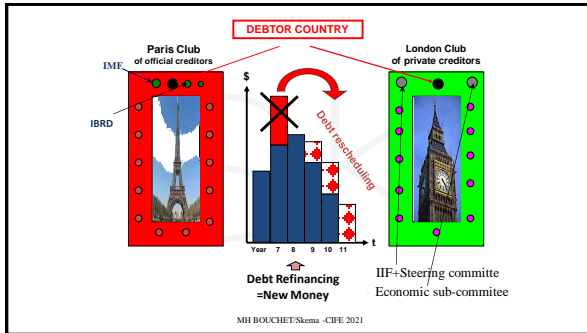 DEBTOR COUNTRY
Paris Club
of official creditors
London Club
of private creditors
IMF
IBRD
$
Debt rescheduling
t
Year 7 8 9 10 11
Debt Refinancing
=New Money
IIF+Steering committe
Economic sub-commitee
MH BOUCHET/Skema -CIFE 2021